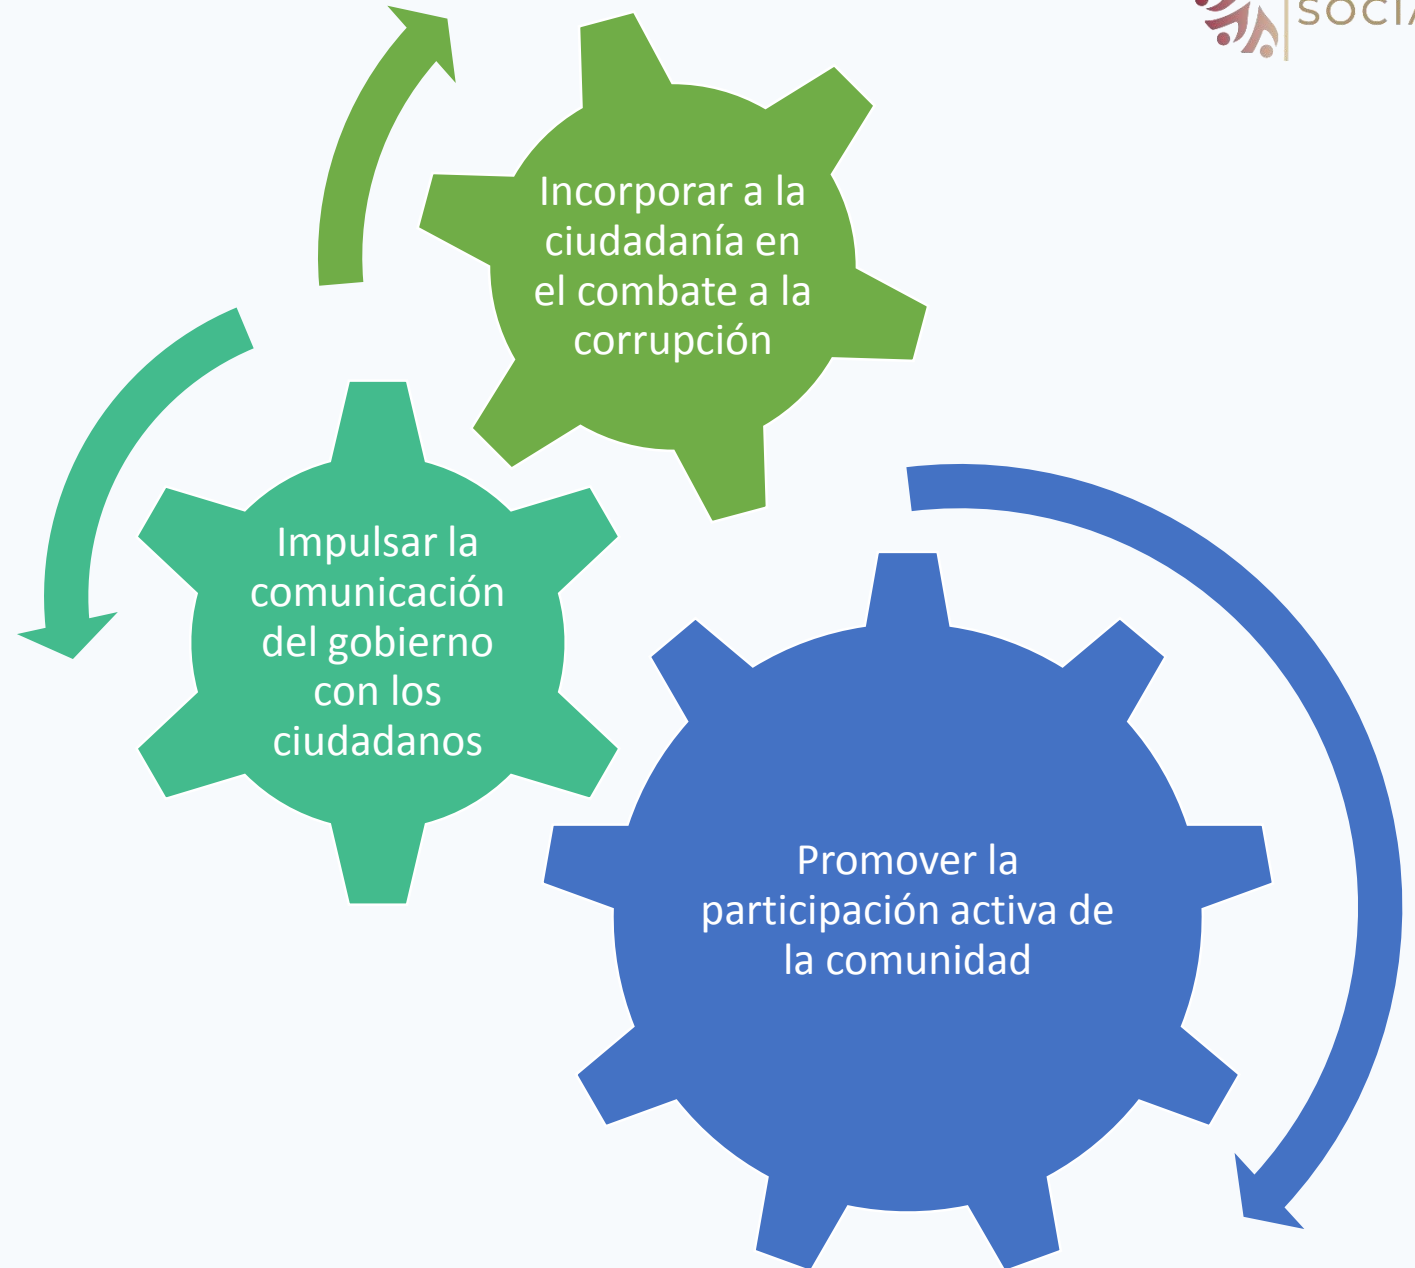 Incorporar a la
ciudadanía en
el combate a la
corrupción
Impulsar la
comunicación
del gobierno
con los
ciudadanos
Promover la
participación activa de
la comunidad